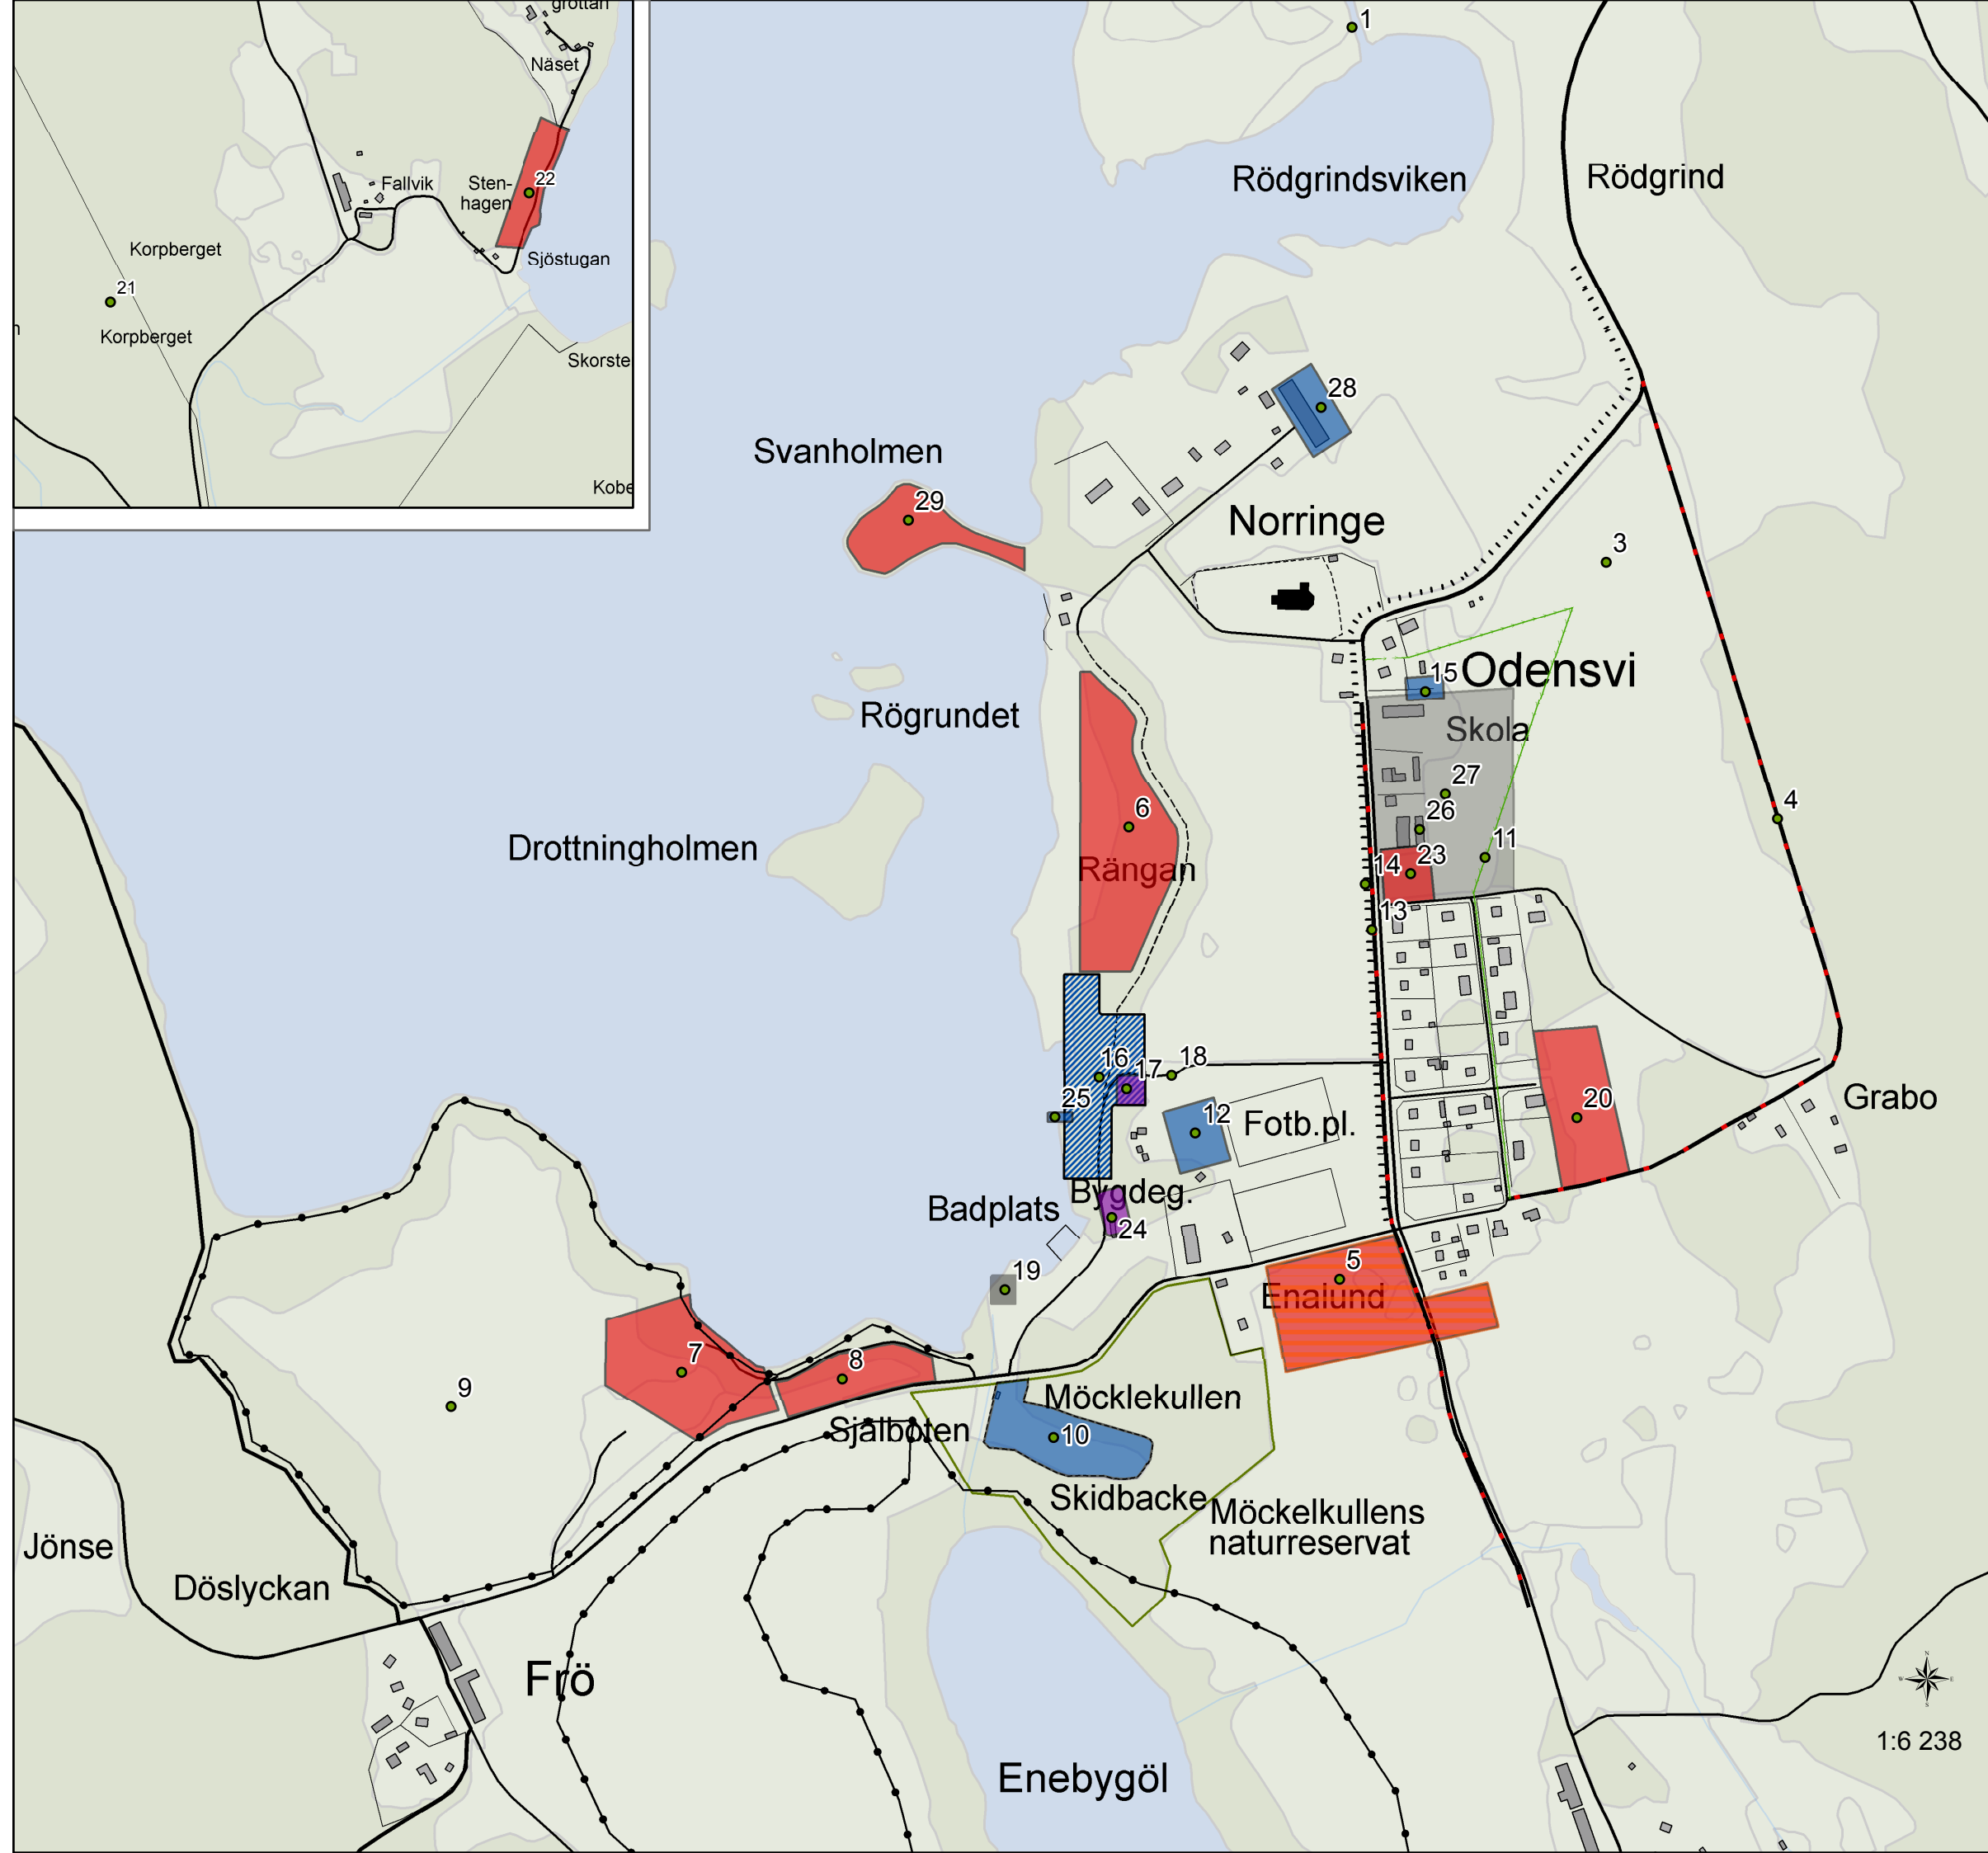 grottan
Näset
Fallvik
Sten-
hagen
22
Korpberget
Sjöstugan
21
Korpberget
Skorste
Kobe
1
Rödgrindsviken
Rödgrind
28
Svanholmen
29
Norringe
3
15
Odensvi
Rögrundet
Skola
27
4
6
26
Drottningholmen
11
14
23
Rängan
13
16
17
18
25
20
Grabo
12
Fotb.pl.
Badplats
Bygdeg.
24
5
19
Enalund
7
8
9
Möcklekullen
Själboten
10
Skidbacke
Möckelkullens
naturreservat
Jönse
Döslyckan
Frö
N
W
E
S
1:6 238
Enebygöl